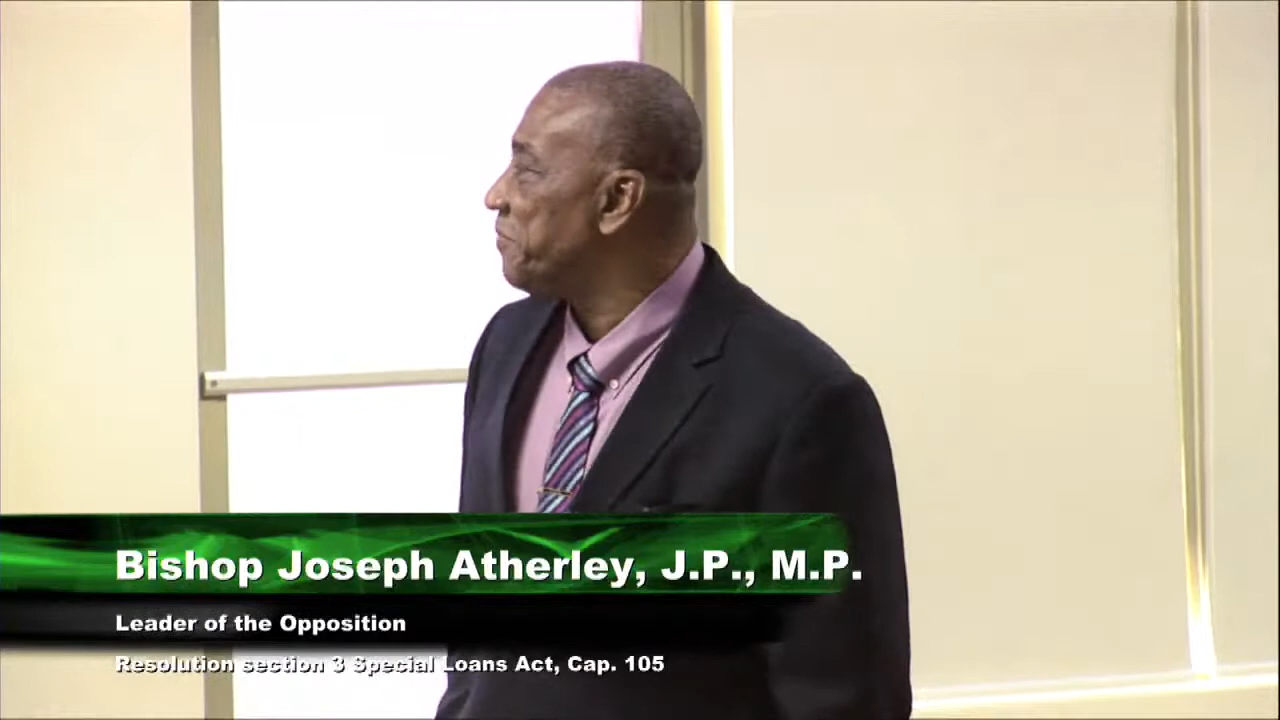 Bishop Joseph Atherley, J.P., M.P.
Leader of the Opposition
Resolution section 3 Special Loans Act, Cap. 105